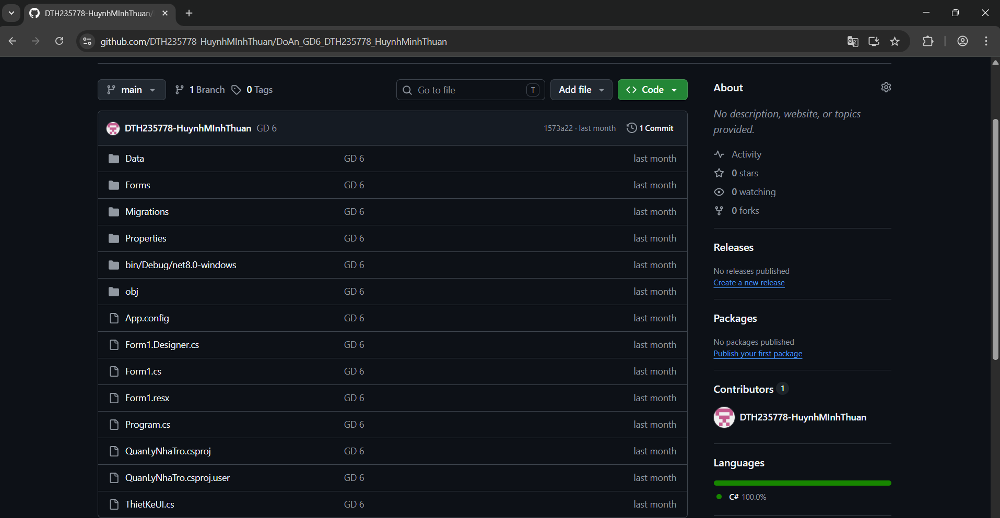 DTH235778-HuynhMInhThuan/
github.com/DTH235778-HuynhMInhThuan/DoAn_GD6_DTH235778_HuynhMinhThuan
main
1 Branch
0 Tags
Go to file
T
Add file
Code
DTH235778-HuynhMInhThuan GD 6
1573a22 · last month
1 Commit
Data GD 6 last month
Forms GD 6 last month
Migrations GD 6 last month
Properties GD 6 last month
bin/Debug/net8.0-windows GD 6 last month
obj GD 6 last month
App.config GD 6 last month
Form1.Designer.cs GD 6 last month
Form1.cs GD 6 last month
Form1.resx GD 6 last month
Program.cs GD 6 last month
QuanLyNhaTro.csproj GD 6 last month
QuanLyNhaTro.csproj.user GD 6 last month
ThietKeUI.cs GD 6 last month
About
No description, website, or topics
provided.
Activity
0 stars
0 watching
0 forks
Releases
No releases published
Create a new release
Packages
No packages published
Publish your first package
Contributors 1
DTH235778-HuynhMInhThuan
Languages
C# 100.0%